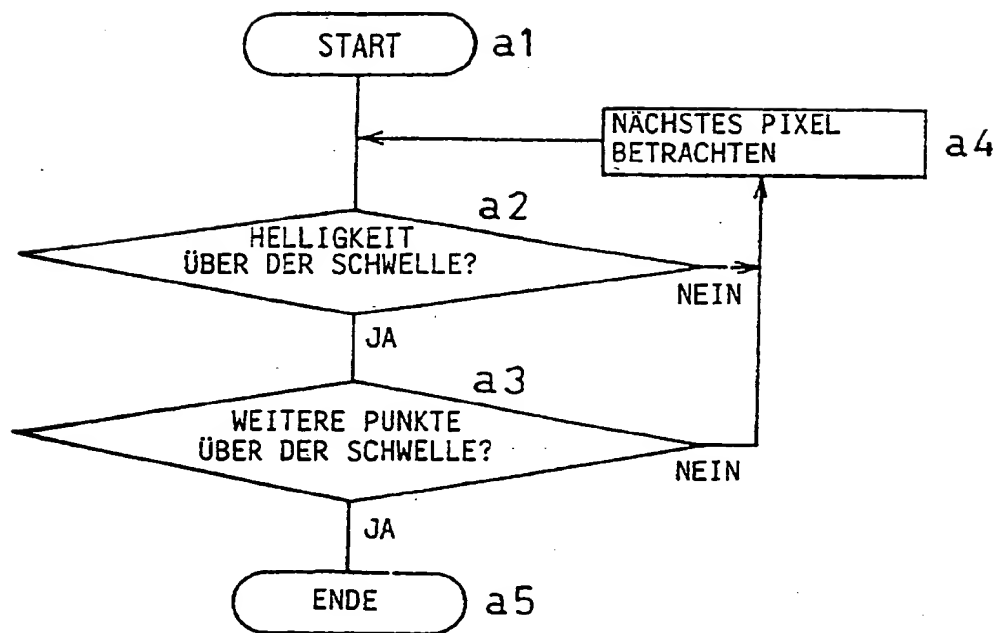 START a1
NÄCHSTES PIXEL
BETRACHTEN a4
a2
HELLIGKEIT
ÜBER DER SCHWELLE?
NEIN
JA
a3
WEITERE PUNKTE
ÜBER DER SCHWELLE?
NEIN
JA
ENDE a5